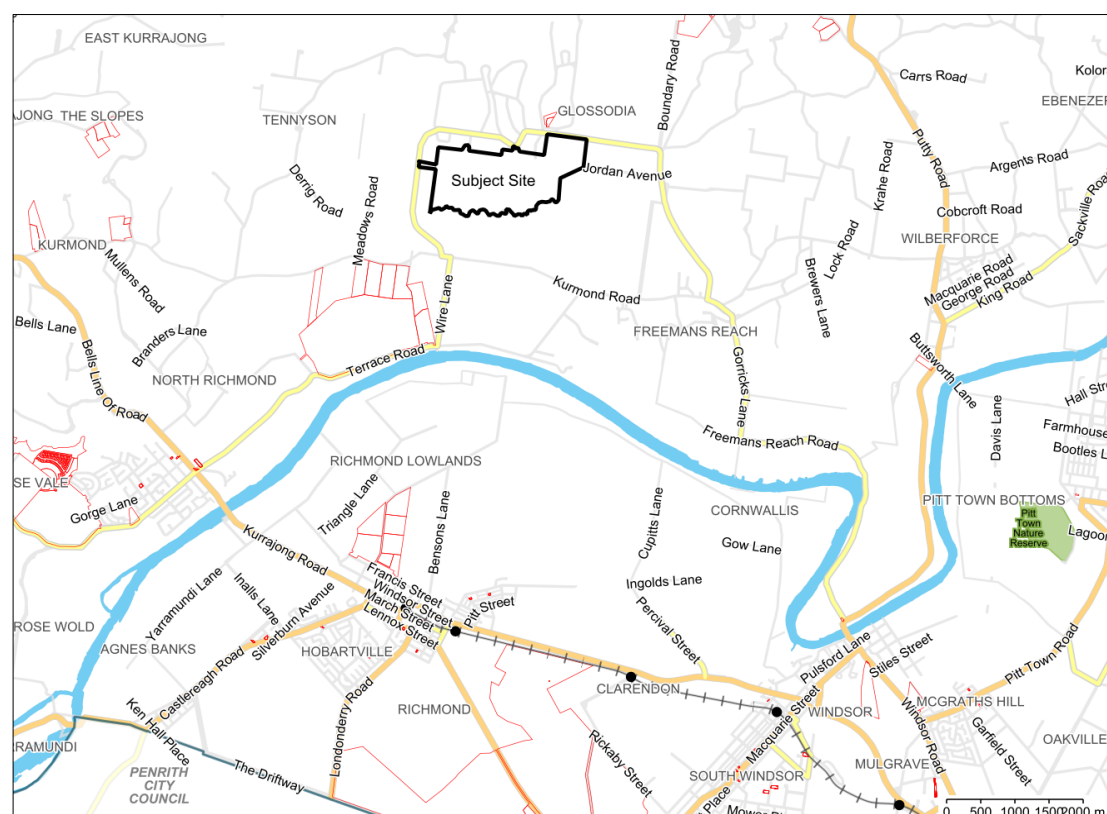 EAST KURRAJONG
Carrs Road
Kolor
EBENEZER
AJONG
THE SLOPES
TENNYSON
GLOSSODIA
Boundary Road
Putty Road
Argents Road
Krahe Road
Derrig Road
Meadows Road
Subject Site
Jordan Avenue
Cobcroft Road
Sackville Road
WILBERFORCE
KURMOND
Mullens Road
Lock Road
Brewers Lane
Macquarie Road
George Road
King Road
Kurmond Road
Wire Lane
Bells Lane
Branders Lane
FREEMANS REACH
Buttsworth Lane
Terrace Road
Gorricks Lane
NORTH RICHMOND
Bells Line Of Road
Hall Stre
Davis Lane
Farmhouse
Bootles L
Freemans Reach Road
RICHMOND LOWLANDS
SE VALE
Gorge Lane
Triangle Lane
Bensons Lane
Cupitts Lane
CORNWALLIS
PITT TOWN BOTTOMS
Pitt
Town
Nature
Reserve
Lagoon
Kurrajong Road
Gow Lane
Francis Street
Windsor Street
March Street
Lennox Street
Pitt Street
Ingolds Lane
Percival Street
Yarramundi Lane
Inalls Lane
Silverburn Avenue
ROSE WOLD
AGNES BANKS
HOBARTVILLE
Pulsford Lane
Stiles Street
Pitt Town Road
Castlereagh Road
CLARENDON
Ken Hall Place
Londonderry Road
RICHMOND
Macquarie Street
WINDSOR
MCGRATHS HILL
Windsor Road
Garfield Street
Rickaby Street
RRAMUNDI
The Driftway
OAKVILLE
PENRITH
CITY
COUNCIL
SOUTH WINDSOR
MULGRAVE
Place
0 500 1000 1500 2000 m